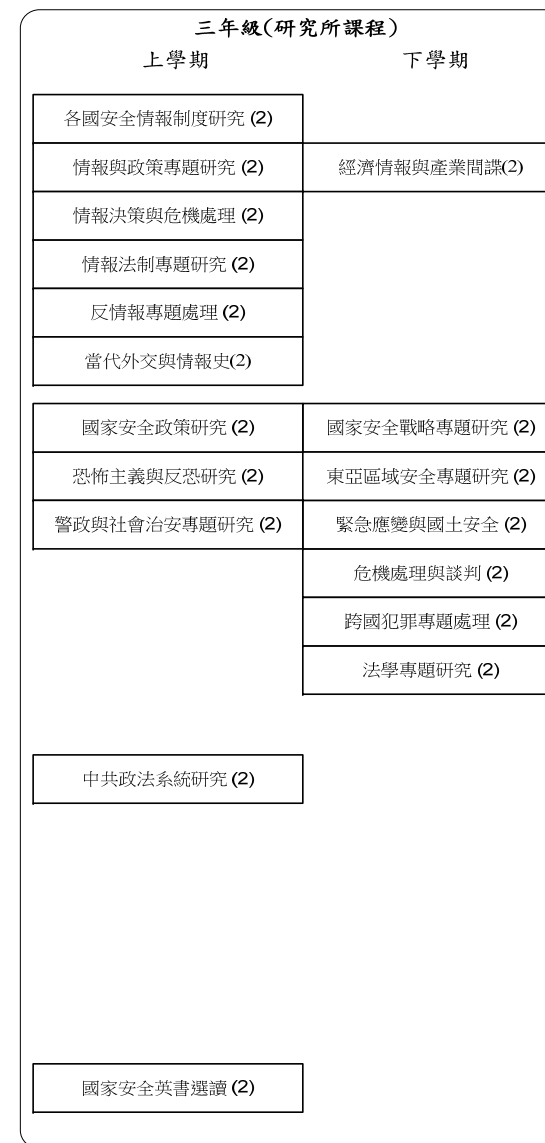 三年級(研究所課程)
上學期 下學期
各國安全情報制度研究 (2)
情報與政策專題研究 (2) 經濟情報與產業間諜(2)
情報決策與危機處理 (2)
情報法制專題研究 (2)
反情報專題處理 (2)
當代外交與情報史(2)
國家安全政策研究 (2) 國家安全戰略專題研究 (2)
恐怖主義與反恐研究 (2) 東亞區域安全專題研究 (2)
警政與社會治安專題研究 (2) 緊急應變與國土安全 (2)
危機處理與談判 (2)
跨國犯罪專題處理 (2)
法學專題研究 (2)
中共政法系統研究 (2)
國家安全英書選讀 (2)